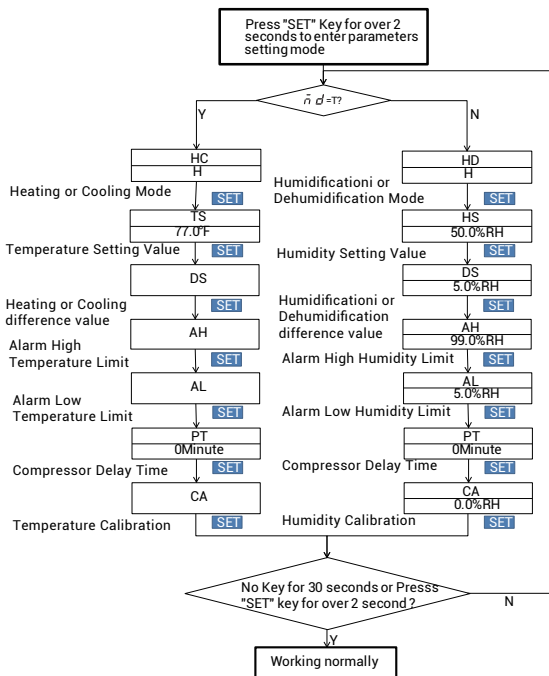 Press "SET" Key for over 2
seconds to enter parameters
setting mode
=T?
Y
N
HC
H
Heating or Cooling Mode
SET
TS
77.0°F
Temperature Setting Value
SET
DS
Heating or Cooling
difference value
SET
AH
Alarm High
Temperature Limit
SET
AL
Alarm Low
Temperature Limit
SET
PT
0Minute
Compressor Delay Time
SET
CA
Temperature Calibration
SET
HD
H
Humidificationi or
Dehumidification Mode
SET
HS
50.0%RH
Humidity Setting Value
SET
DS
5.0%RH
Humidificationi or
Dehumidification
difference value
SET
AH
99.0%RH
Alarm High Humidity Limit
SET
AL
5.0%RH
Alarm Low Humidity Limit
SET
PT
0Minute
Compressor Delay Time
SET
CA
0.0%RH
Humidity Calibration
SET
No Key for 30 seconds or Presss
"SET" key for over 2 second ?
N
Y
Working normally